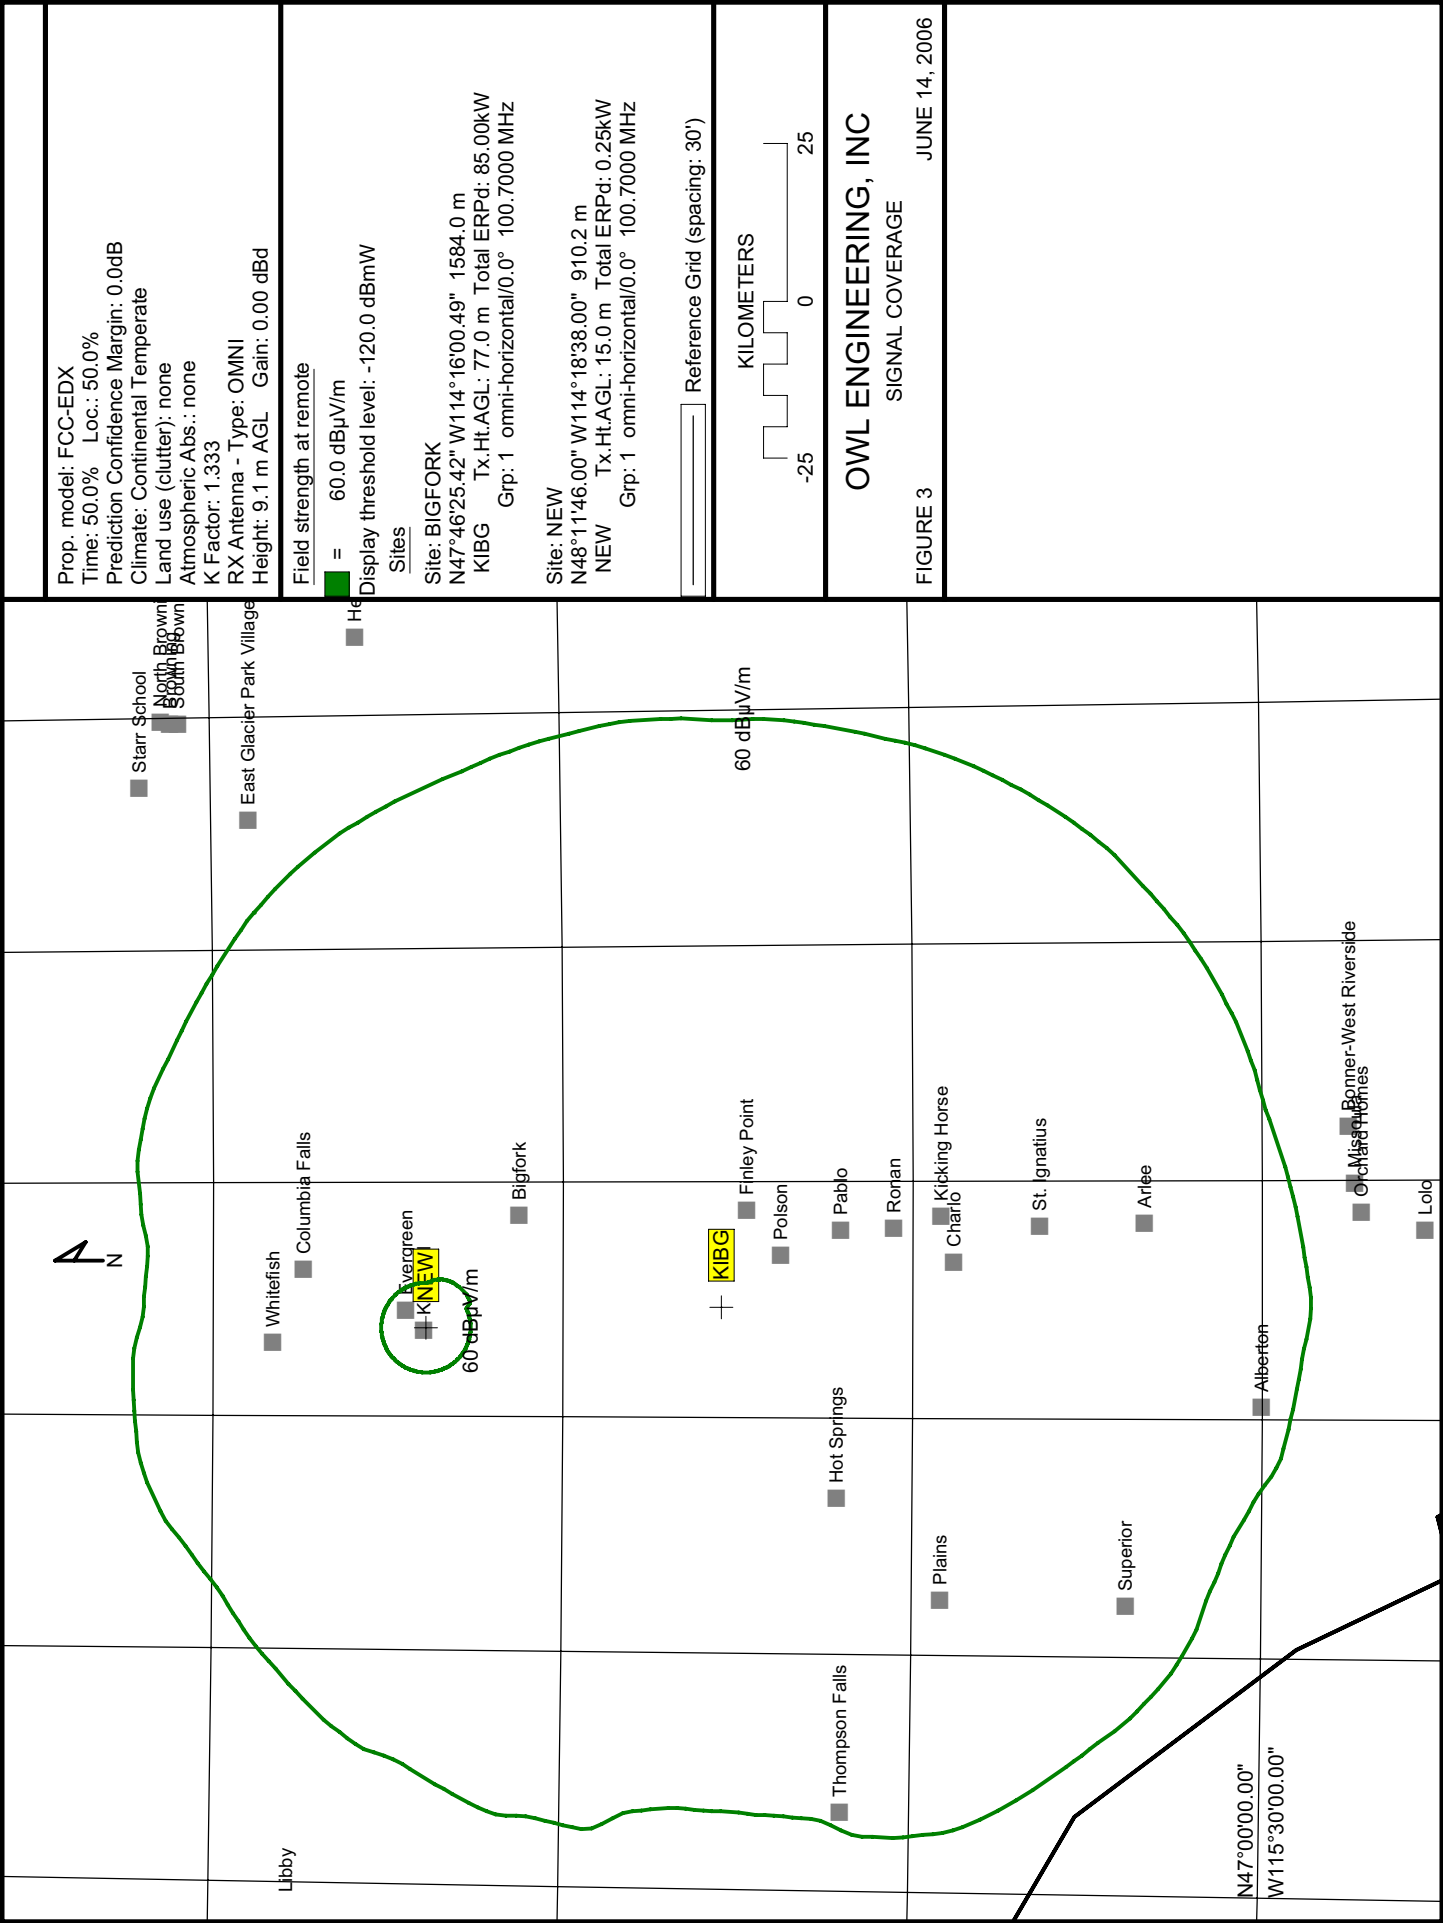 Prop. model: FCC-EDX
Time: 50.0% Loc.: 50.0%
Prediction Confidence Margin: 0.0dB
Climate: Continental Temperate
Land use (clutter): none
Atmospheric Abs.: none
K Factor: 1.333
RX Antenna - Type: OMNI
Height: 9.1 m AGL Gain: 0.00 dBd
Field strength at remote
= 60.0 dBµV/m
Display threshold level: -120.0 dBmW
Sites
Site: BIGFORK
N47°46'25.42" W114°16'00.49" 1584.0 m
KIBG Tx.Ht.AGL: 77.0 m Total ERPd: 85.00kW
Grp: 1 omni-horizontal/0.0° 100.7000 MHz
Site: NEW
N48°11'46.00" W114°18'38.00" 910.2 m
NEW Tx.Ht.AGL: 15.0 m Total ERPd: 0.25kW
Grp: 1 omni-horizontal/0.0° 100.7000 MHz
Reference Grid (spacing: 30')
KILOMETERS
-25 0 25
OWL ENGINEERING, INC
SIGNAL COVERAGE
FIGURE 3 JUNE 14, 2006
Starr School
North Browni
Browning
South Brown
East Glacier Park Village
He
N
Whitefish
Columbia Falls
Libby
Evergreen
K
NEW
60 dBµV/m
Bigfork
KIBG
60 dBµV/m
Finley Point
Polson
Hot Springs
Pablo
Thompson Falls
Ronan
Kicking Horse
Charlo
Plains
St. Ignatius
Superior
Arlee
Alberton
Bonner-West Riverside
Missoula
Orchard Homes
Lolo
N47°00'00.00"
W115°30'00.00"